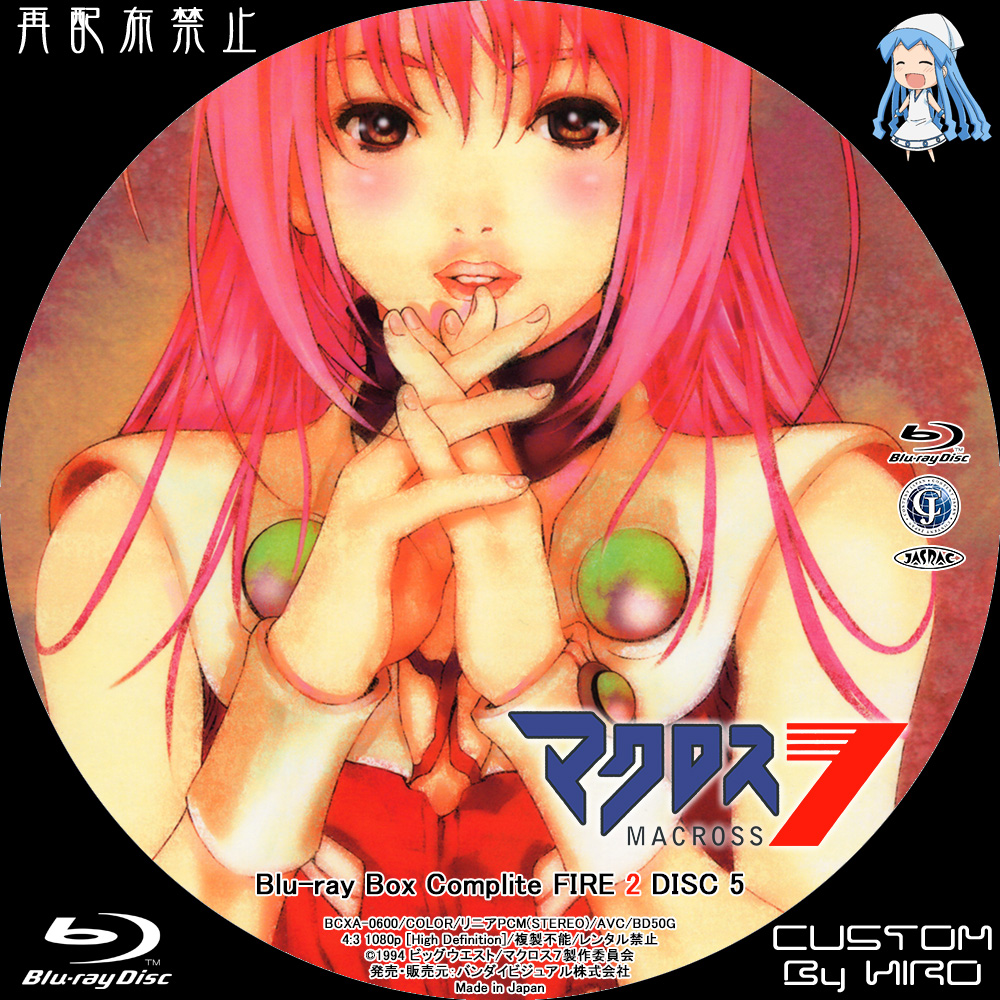 再配布禁止
Blu-ray Disc TM
JASRAC
マクロス7
MACROSS
Blu-ray Box Complite FIRE 2 DISC 5
BCXA-0600/COLOR/リニアPCM(STEREO)/AVC/BD50G
4:3 1080p [High Definition]/複製不能/レンタル禁止
©1994 ビッグウエスト/マクロス7製作委員会
発売・販売元:バンダイビジュアル株式会社
Made in Japan
Blu-ray Disc TM
CUSTOM
By HIRO